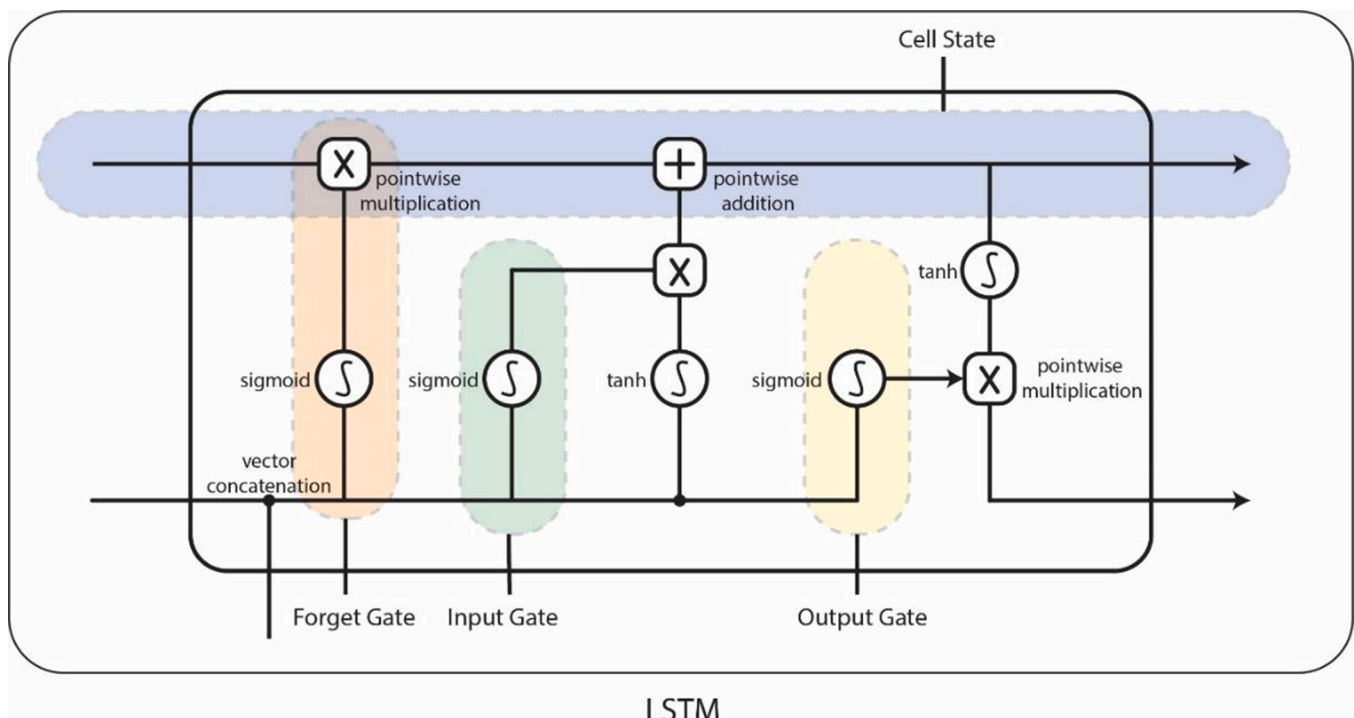 Cell State
X
+
pointwise
multiplication
pointwise
addition
X
tanh
sigmoid
sigmoid
tanh
sigmoid
X
pointwise
multiplication
vector
concatenation
Forget Gate
Input Gate
Output Gate
LSTM